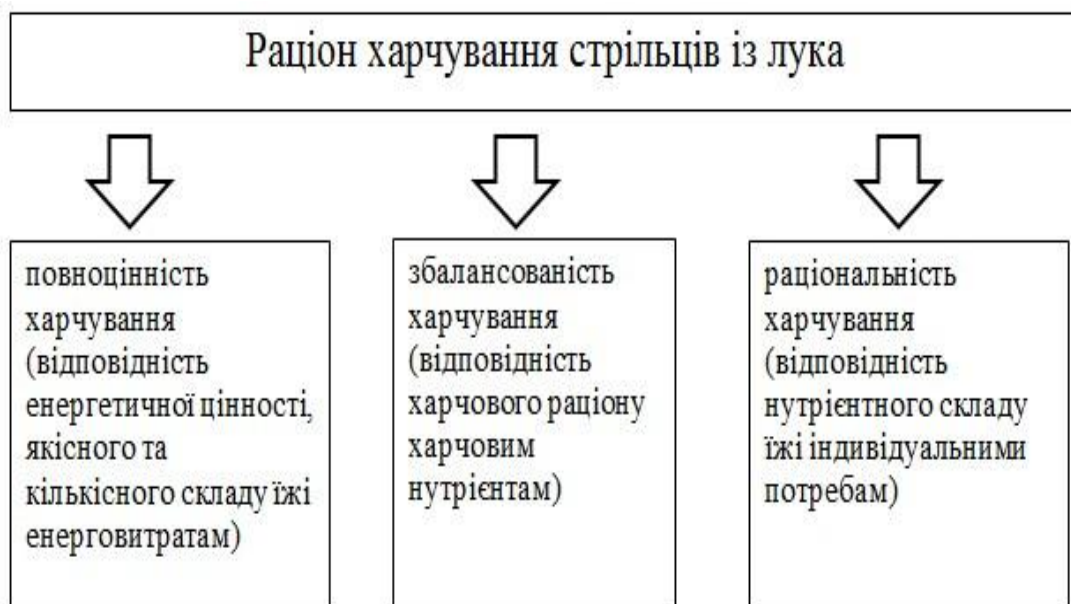 Раціон харчування стрільців із лука
повноцінність
харчування
(відповідність
енергетичної цінності,
якісного та
кількісного складу їжі
енерговитратам)
збалансованість
харчування
(відповідність
харчового раціону
харчовим
нутрієнтам)
раціональність
харчування
(відповідність
нутрієнтного складу
їжі індивідуальними
потребам)